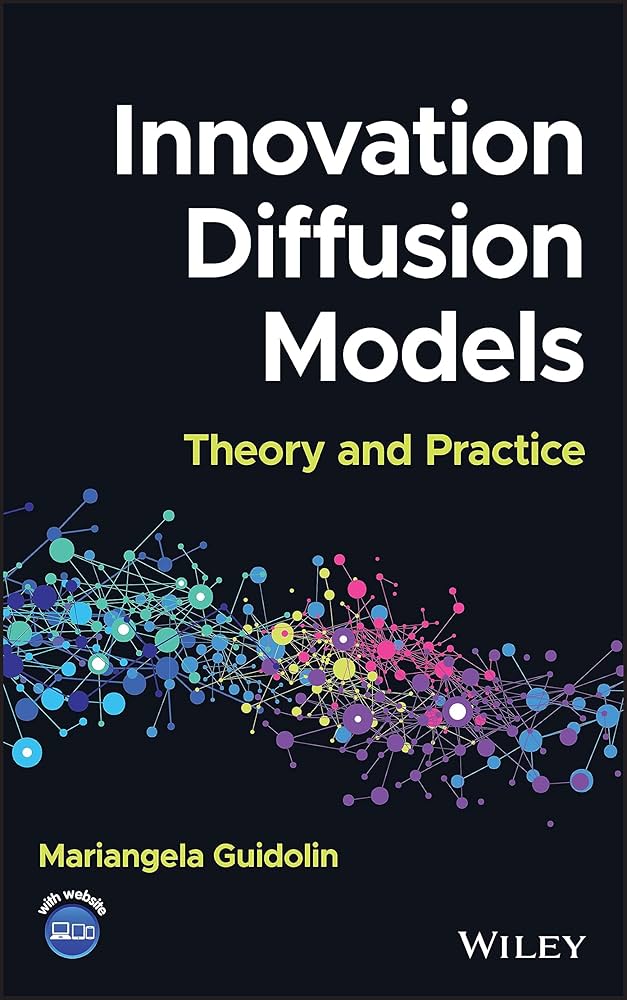 Innovation
Diffusion
Models
Theory and Practice
Mariangela Guidolin
with website
WILEY